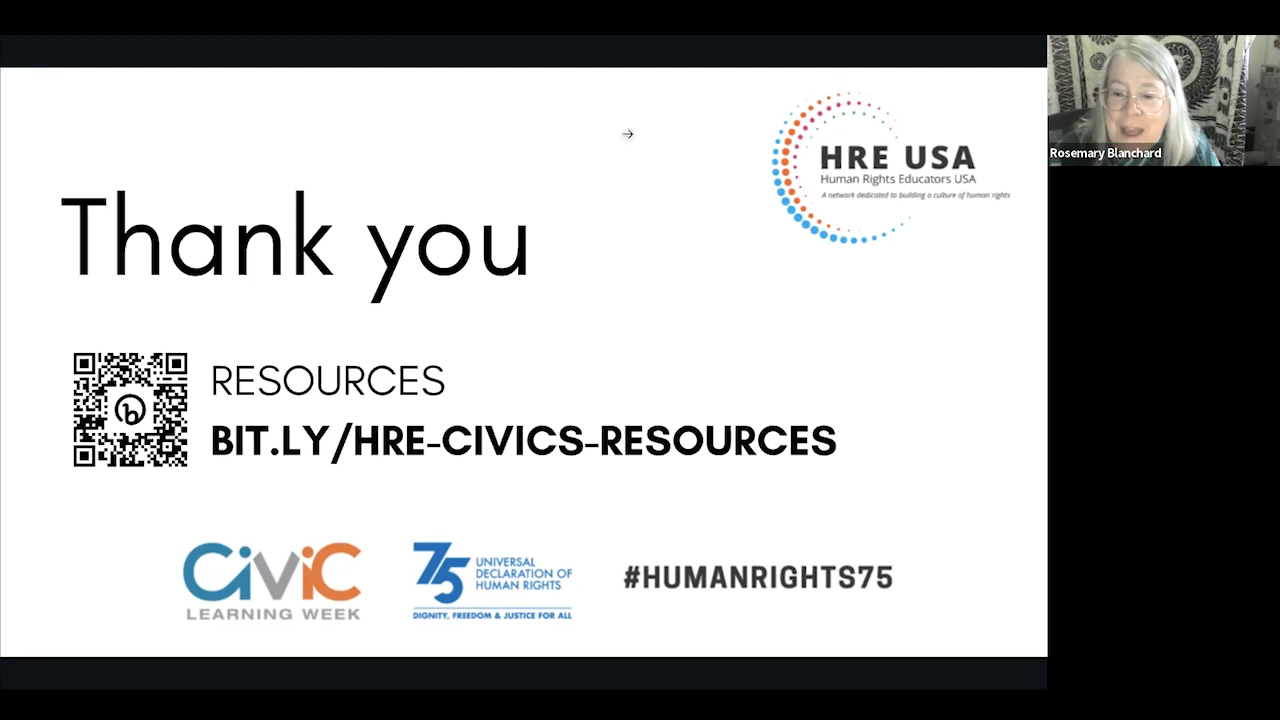 HRE USA
Human Rights Educators USA
A network dedicated to building a culture of human rights
Rosemary Blanchard
Thank you
RESOURCES
BIT.LY/HRE-CIVICS-RESOURCES
CiViC
LEARNING WEEK
75
UNIVERSAL
DECLARATION OF
HUMAN RIGHTS
DIGNITY, FREEDOM & JUSTICE FOR ALL
#HUMANRIGHTS75